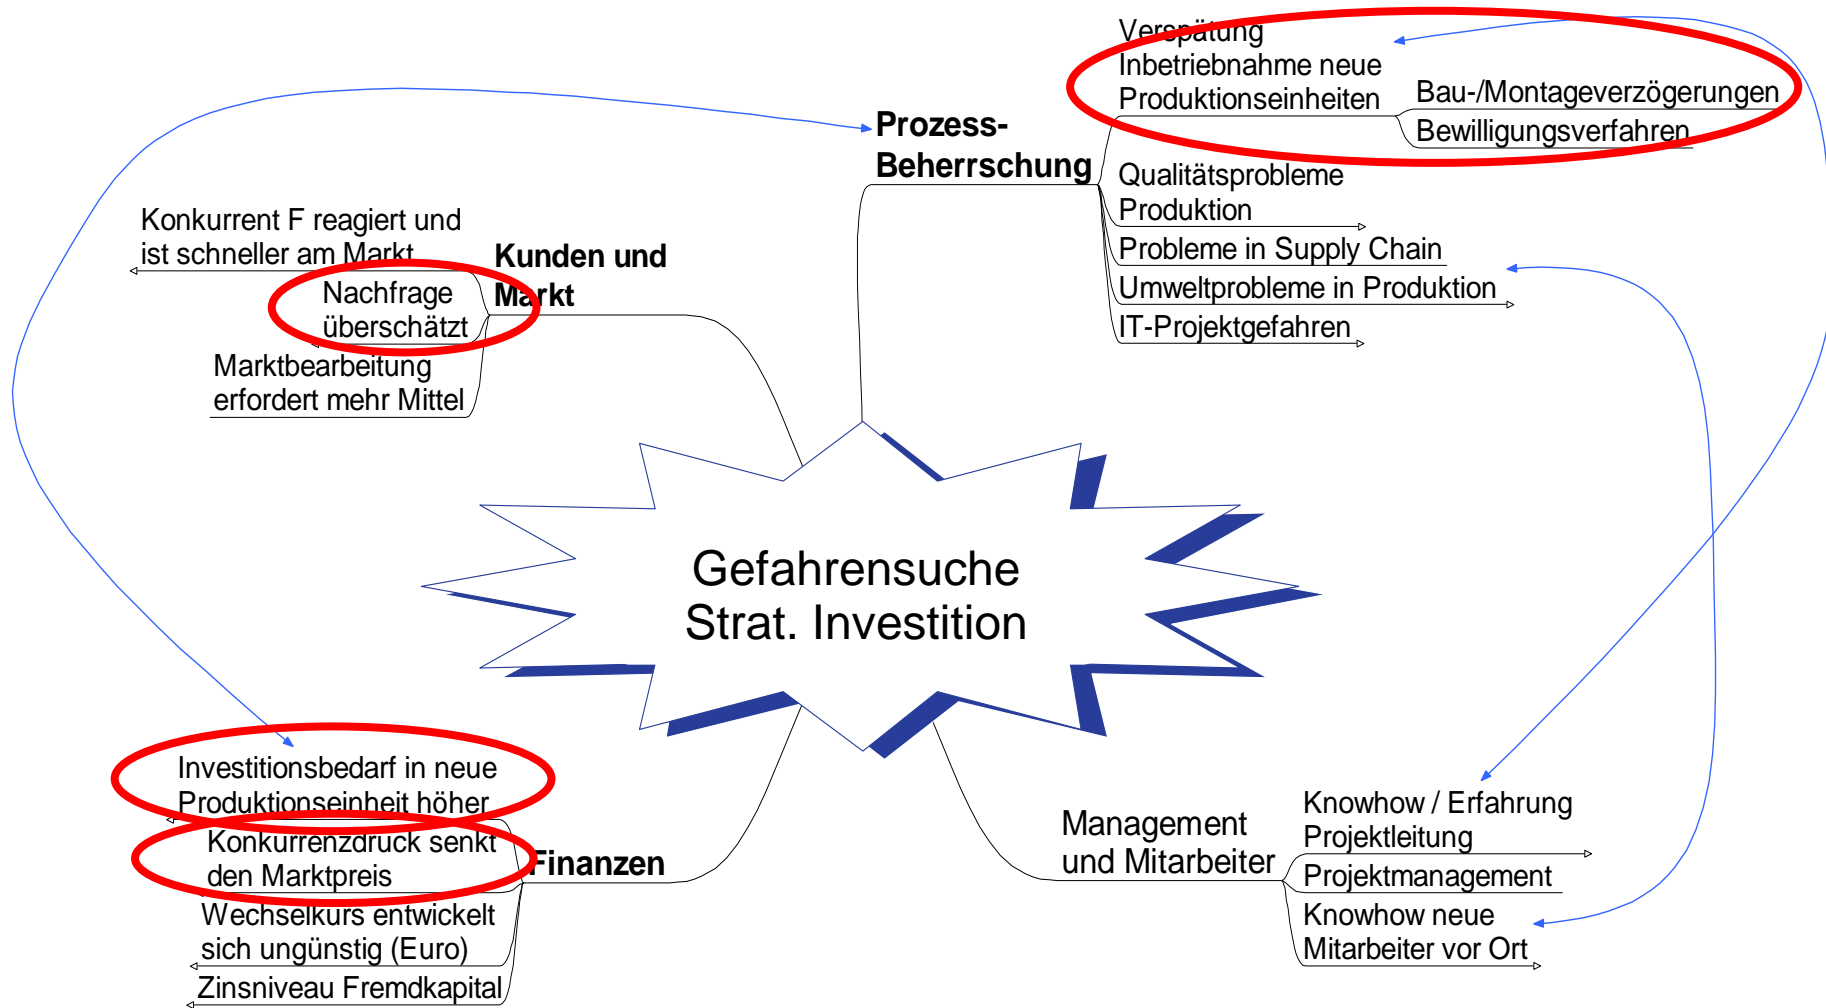 Verspätung
Inbetriebnahme neue
Produktionseinheiten
Bau-/Montageverzögerungen
Bewilligungsverfahren
Prozess-
Beherrschung
Qualitätsprobleme
Produktion
Probleme in Supply Chain
Umweltprobleme in Produktion
IT-Projektgefahren
Konkurrent F reagiert und
ist schneller am Markt
Kunden und
Markt
Nachfrage
überschätzt
Marktbearbeitung
erfordert mehr Mittel
Gefahrensuche
Strat. Investition
Investitionsbedarf in neue
Produktionseinheit höher
Konkurrenzdruck senkt
den Marktpreis
Finanzen
Wechselkurs entwickelt
sich ungünstig (Euro)
Zinsniveau Fremdkapital
Management
und Mitarbeiter
Knowhow / Erfahrung
Projektleitung
Projektmanagement
Knowhow neue
Mitarbeiter vor Ort